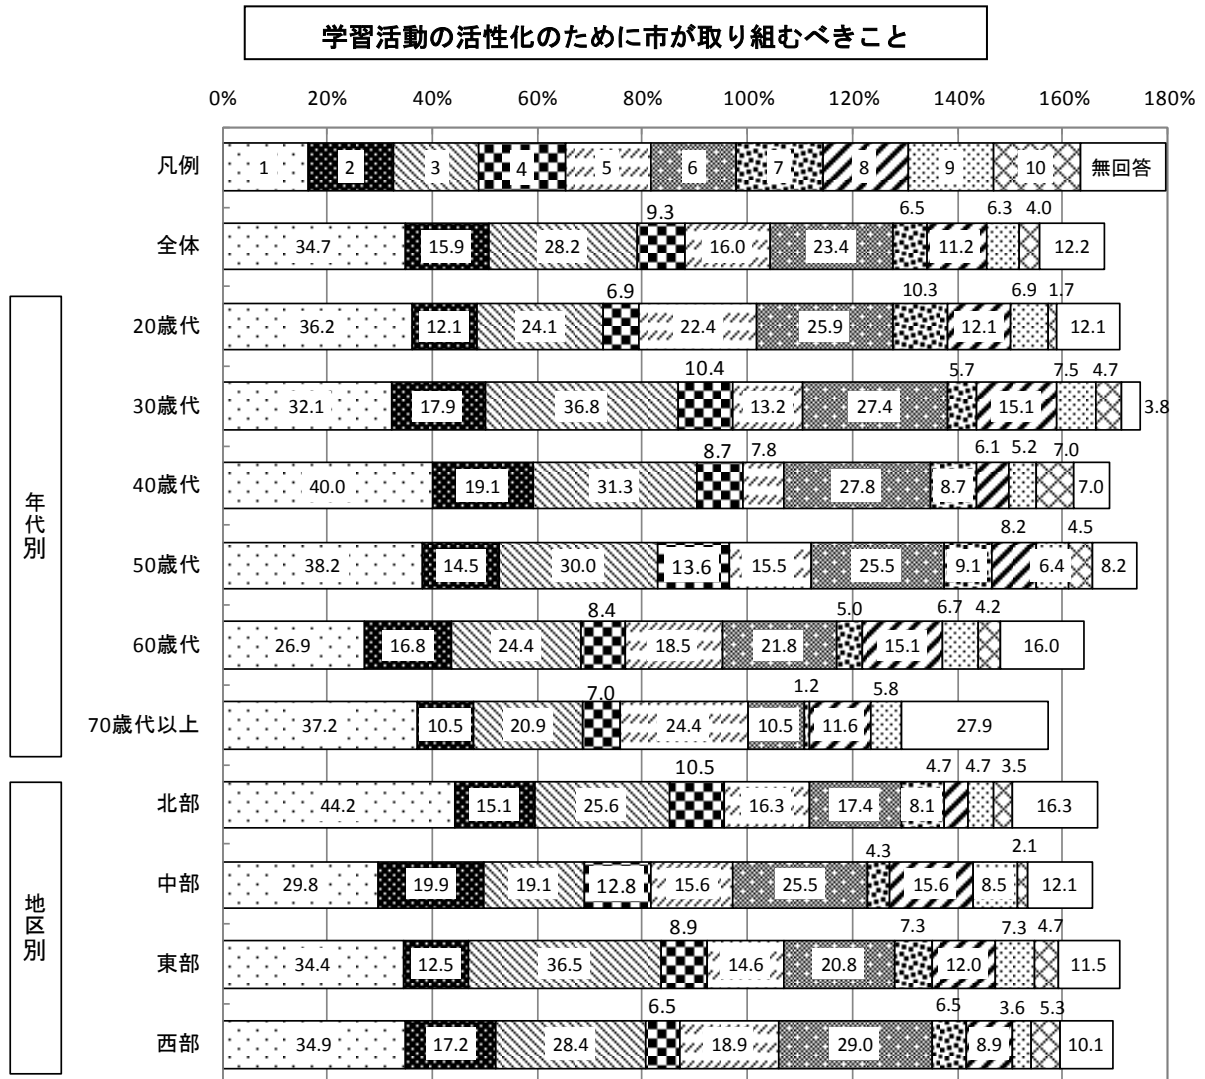 学習活動の活性化のために市が取り組むべきこと
0% 20% 40% 60% 80% 100% 120% 140% 160% 180%
凡例 1 2 3 4 5 6 7 8 9 10 無回答
全体 34.7 15.9 28.2 9.3 16.0 23.4 6.5 11.2 6.3 4.0 12.2
年代別
20歳代 36.2 12.1 24.1 6.9 22.4 25.9 10.3 12.1 6.9 1.7 12.1
30歳代 32.1 17.9 36.8 10.4 13.2 27.4 5.7 15.1 7.5 4.7 3.8
40歳代 40.0 19.1 31.3 8.7 7.8 27.8 8.7 6.1 5.2 7.0 7.0
50歳代 38.2 14.5 30.0 13.6 15.5 25.5 9.1 8.2 6.4 4.5 8.2
60歳代 26.9 16.8 24.4 8.4 18.5 21.8 5.0 15.1 6.7 4.2 16.0
70歳代以上 37.2 10.5 20.9 7.0 24.4 10.5 1.2 11.6 5.8 27.9
地区別
北部 44.2 15.1 25.6 10.5 16.3 17.4 8.1 4.7 4.7 3.5 16.3
中部 29.8 19.9 19.1 12.8 15.6 25.5 4.3 15.6 8.5 2.1 12.1
東部 34.4 12.5 36.5 8.9 14.6 20.8 7.3 12.0 7.3 4.7 11.5
西部 34.9 17.2 28.4 6.5 18.9 29.0 6.5 8.9 3.6 5.3 10.1